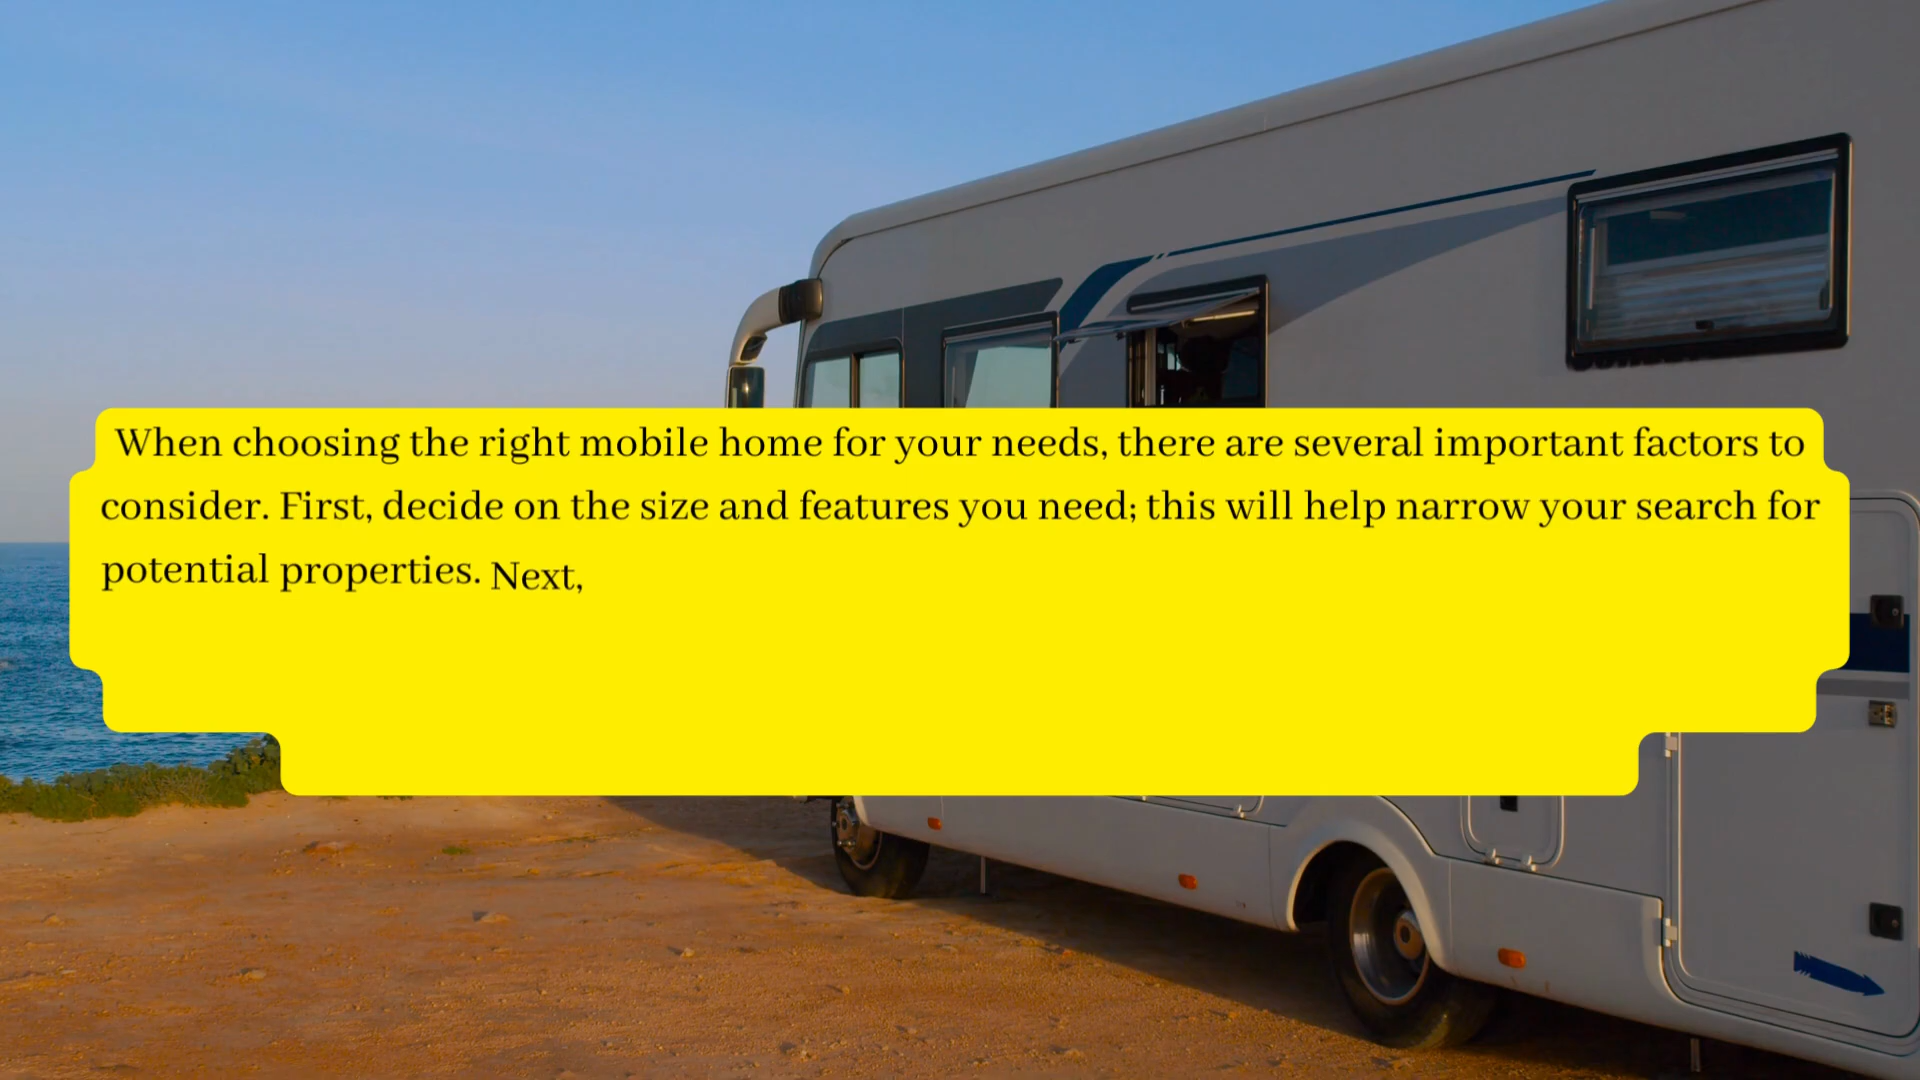 When choosing the right mobile home for your needs, there are several important factors to
consider. First, decide on the size and features you need; this will help narrow your search for
potential properties. Next,